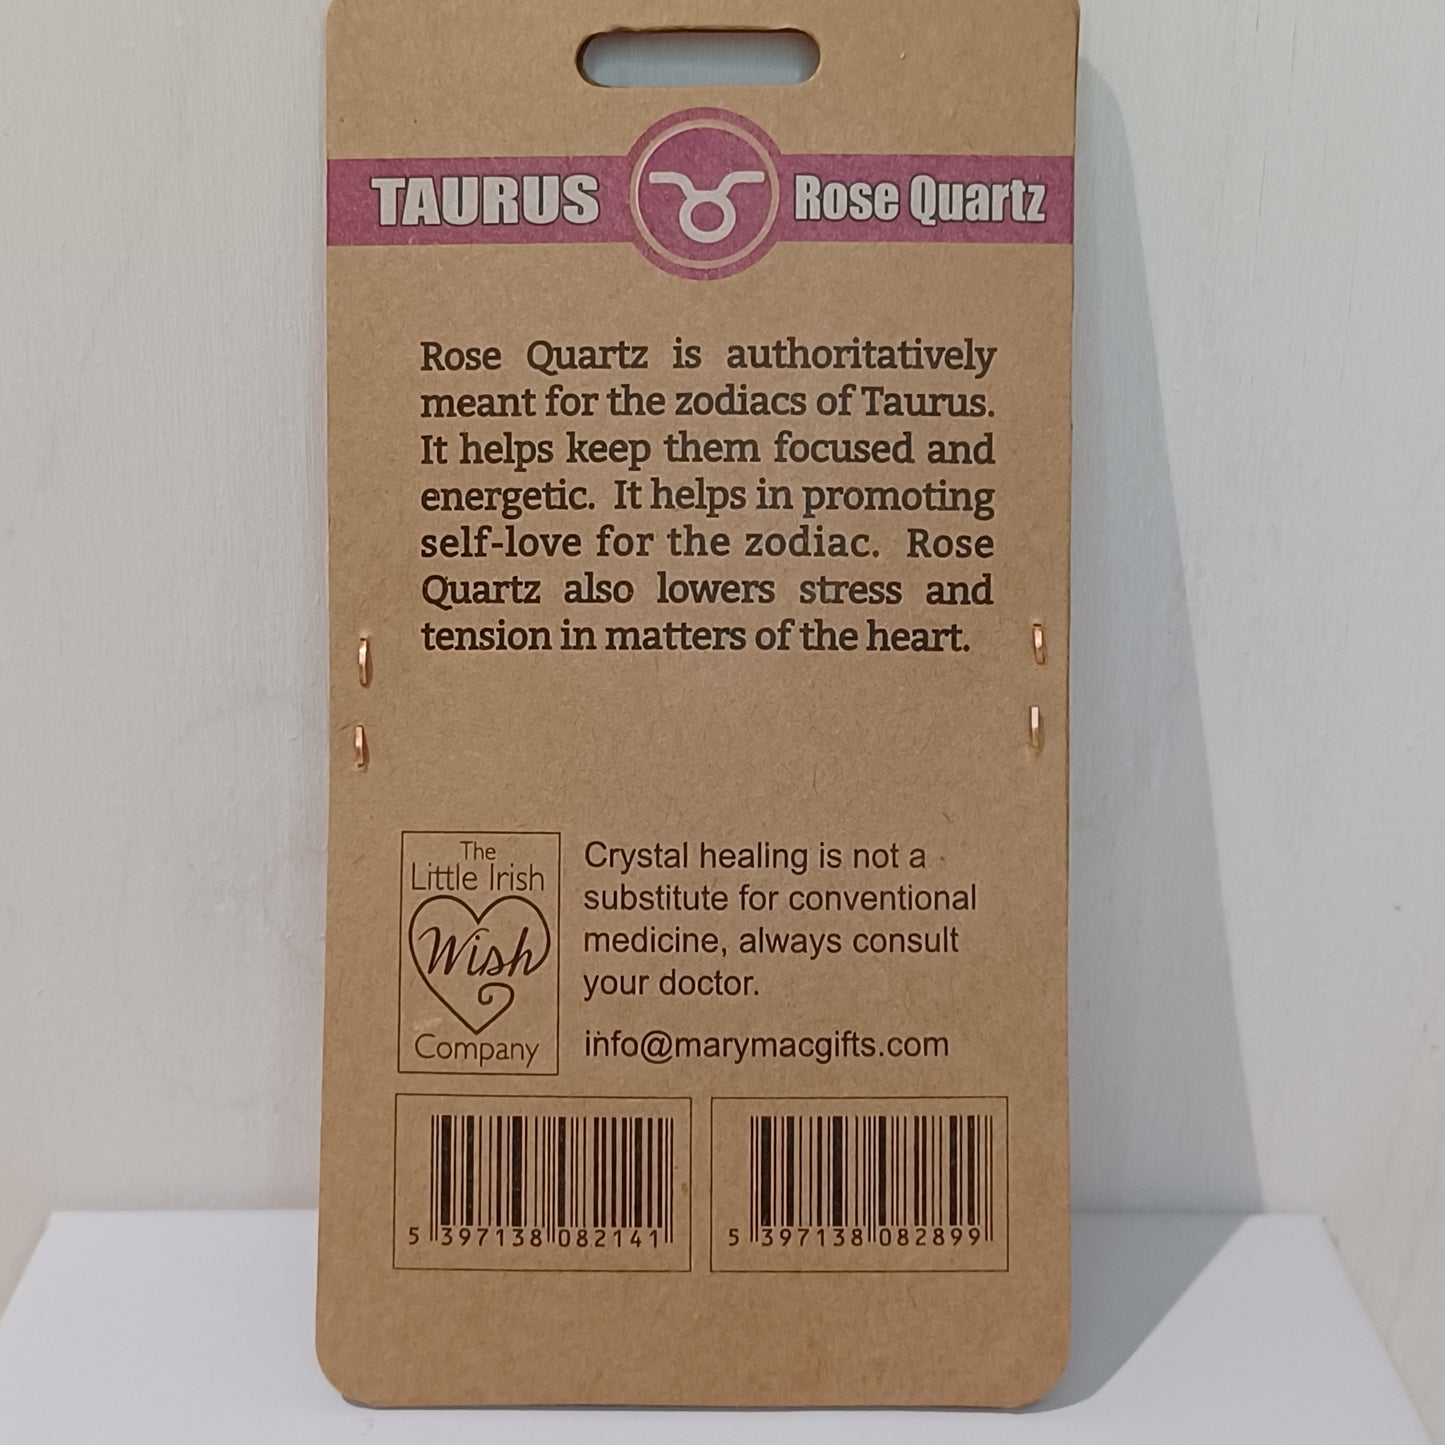 TAURUS Rose Quartz
Rose Quartz is authoritatively
meant for the zodiacs of Taurus.
It helps keep them focused and
energetic. It helps in promoting
self-love for the zodiac. Rose
Quartz also lowers stress and
tension in matters of the heart.
The
Little Irish
Wish
Company
Crystal healing is not a
substitute for conventional
medicine, always consult
your doctor.
info@marymacgifts.com
5 397138 082141
5 397138 082899